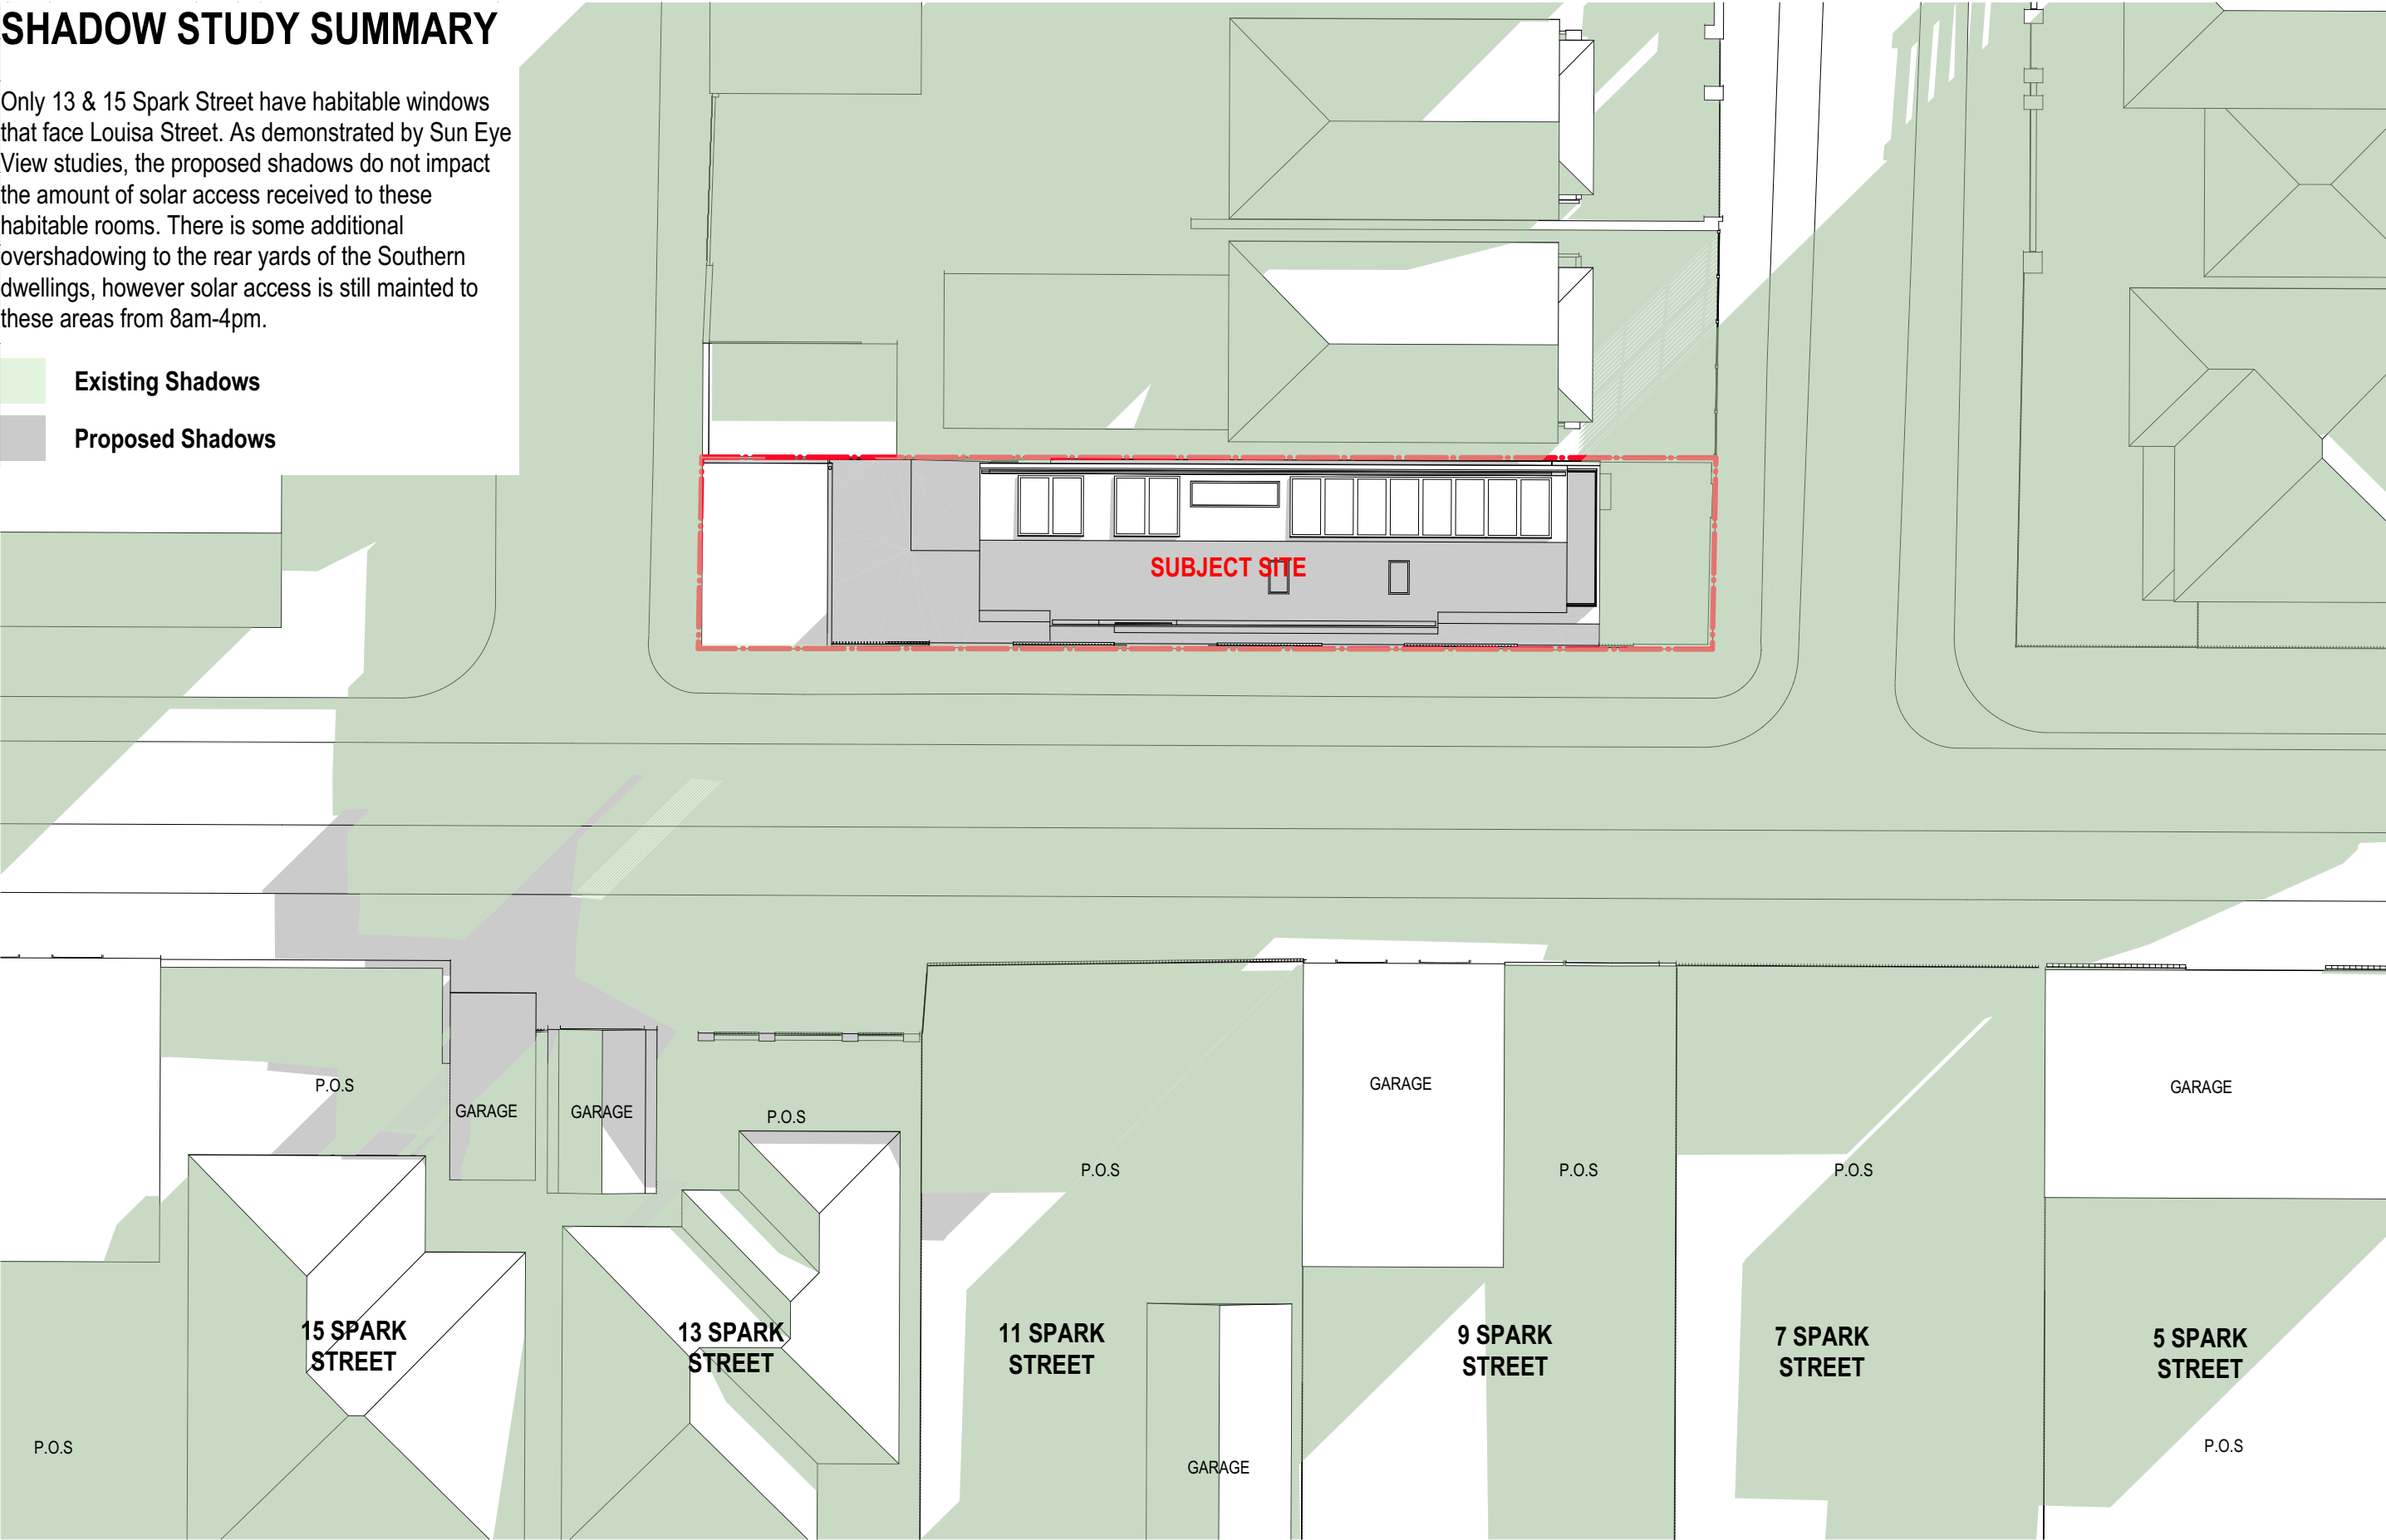 SHADOW STUDY SUMMARY
Only 13 & 15 Spark Street have habitable windows
that face Louisa Street. As demonstrated by Sun Eye
View studies, the proposed shadows do not impact
the amount of solar access received to these
habitable rooms. There is some additional
overshadowing to the rear yards of the Southern
dwellings, however solar access is still mainted to
these areas from 8am-4pm.
Existing Shadows
Proposed Shadows
SUBJECT SITE
P.O.S
GARAGE
GARAGE
P.O.S
P.O.S
GARAGE
P.O.S
P.O.S
GARAGE
15 SPARK
STREET
13 SPARK
STREET
11 SPARK
STREET
9 SPARK
STREET
7 SPARK
STREET
5 SPARK
STREET
P.O.S
GARAGE
P.O.S